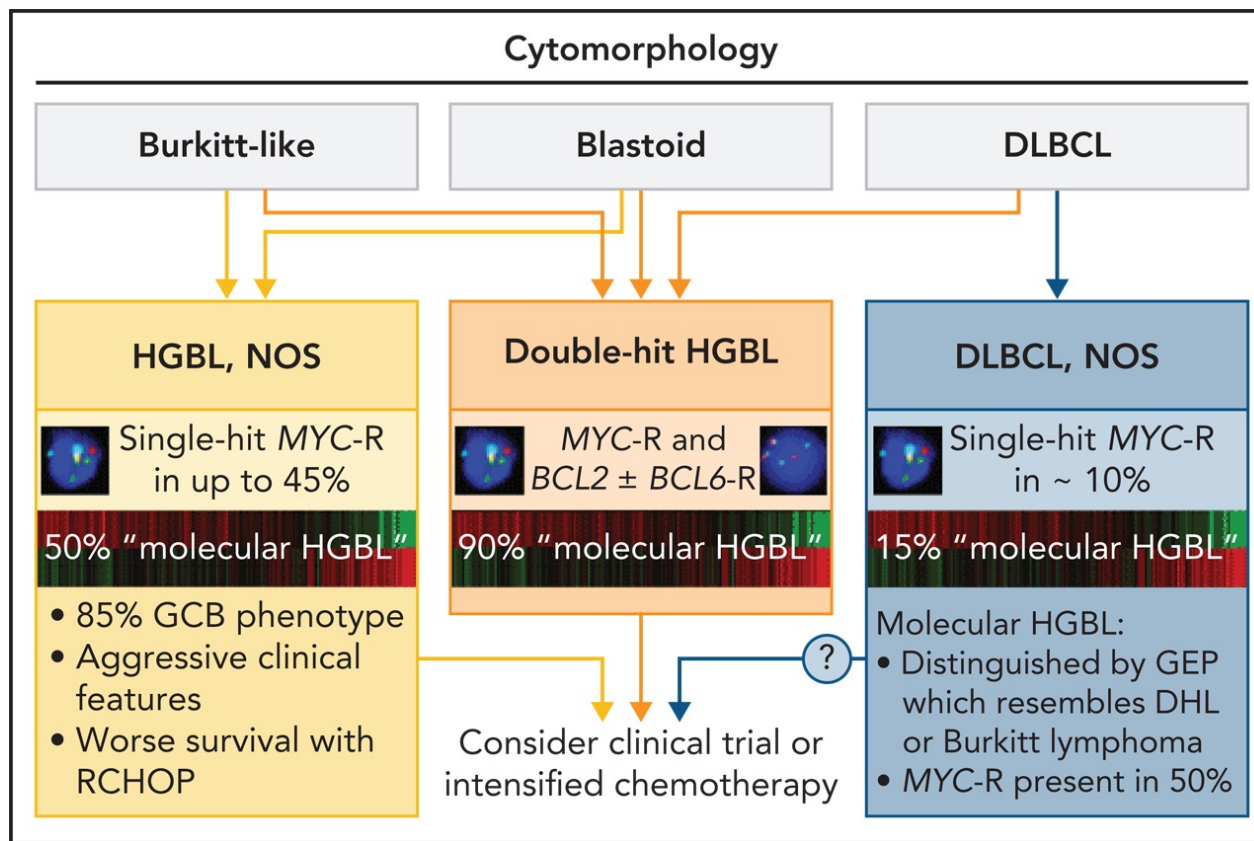 Cytomorphology
Burkitt-like
Blastoid
DLBCL
HGBL, NOS
Single-hit MYC-R
in up to 45%
50% “molecular HGBL”
• 85% GCB phenotype
• Aggressive clinical
features
• Worse survival with
RCHOP
Double-hit HGBL
MYC-R and
BCL2 ± BCL6-R
90% “molecular HGBL”
DLBCL, NOS
Single-hit MYC-R
in ~ 10%
15% “molecular HGBL”
Molecular HGBL:
• Distinguished by GEP
which resembles DHL
or Burkitt lymphoma
• MYC-R present in 50%
?
Consider clinical trial or
intensified chemotherapy